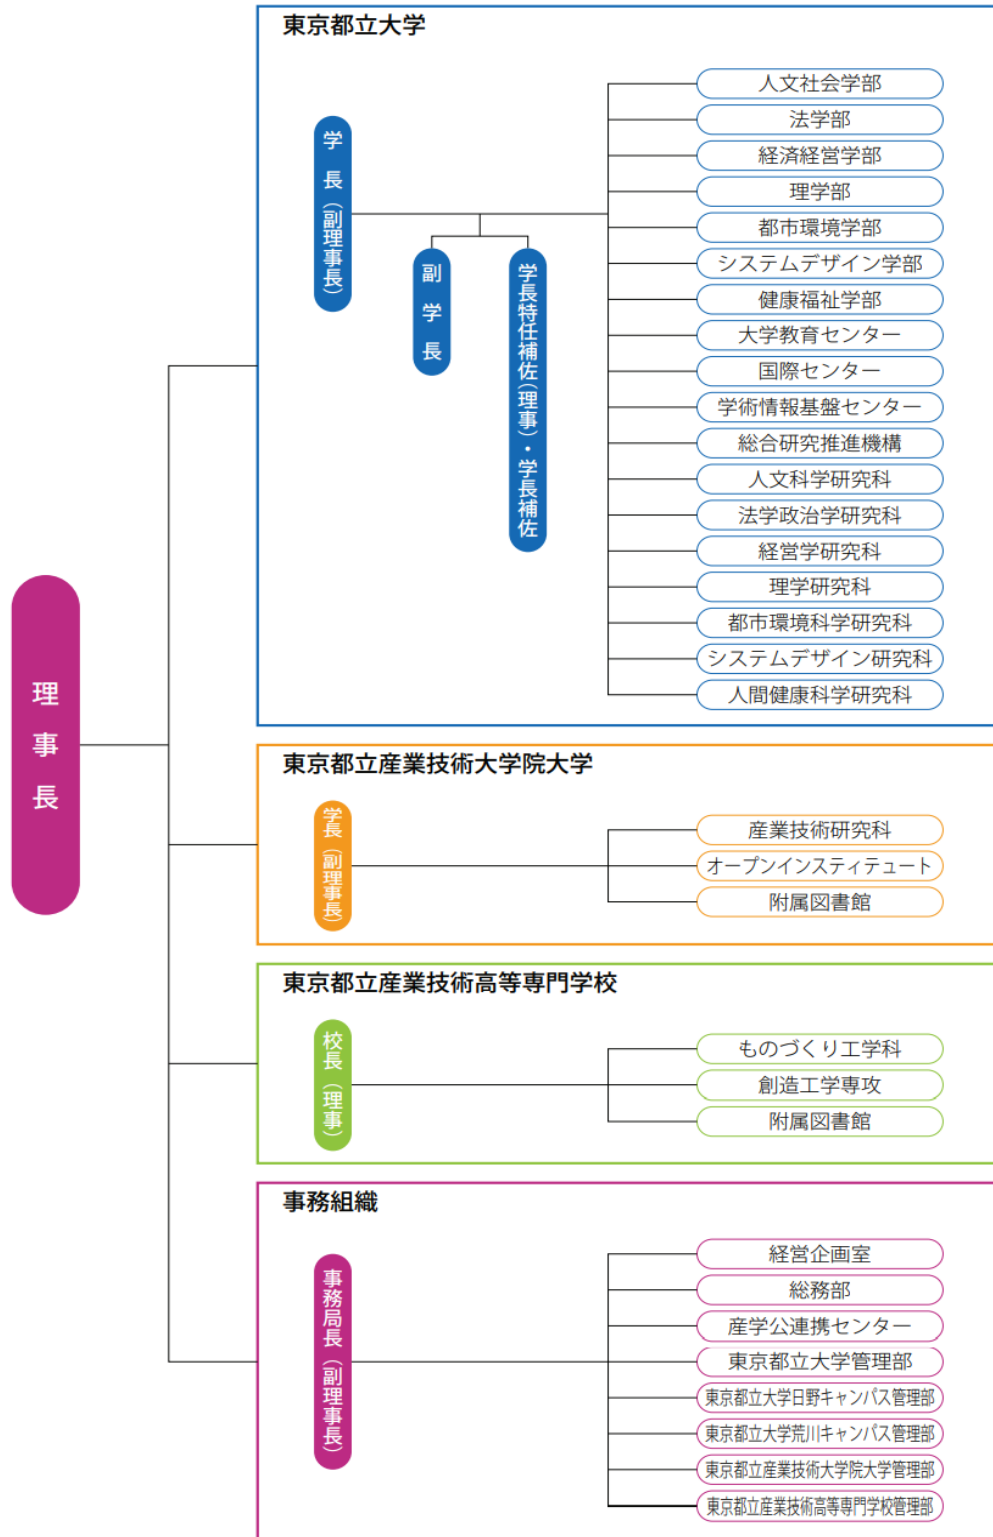 理事長
東京都立大学
学長（副理事長）
副学長
学長特任補佐（理事）・学長補佐
人文社会学部
法学部
経済経営学部
理学部
都市環境学部
システムデザイン学部
健康福祉学部
大学教育センター
国際センター
学術情報基盤センター
総合研究推進機構
人文科学研究科
法学政治学研究科
経営学研究科
理学研究科
都市環境科学研究科
システムデザイン研究科
人間健康科学研究科
東京都立産業技術大学院大学
学長（副理事長）
産業技術研究科
オープンインスティテュート
附属図書館
東京都立産業技術高等専門学校
校長（理事）
ものづくり工学科
創造工学専攻
附属図書館
事務組織
事務局長（副理事長）
経営企画室
総務部
産学公連携センター
東京都立大学管理部
東京都立大学日野キャンパス管理部
東京都立大学荒川キャンパス管理部
東京都立産業技術大学院大学管理部
東京都立産業技術高等専門学校管理部